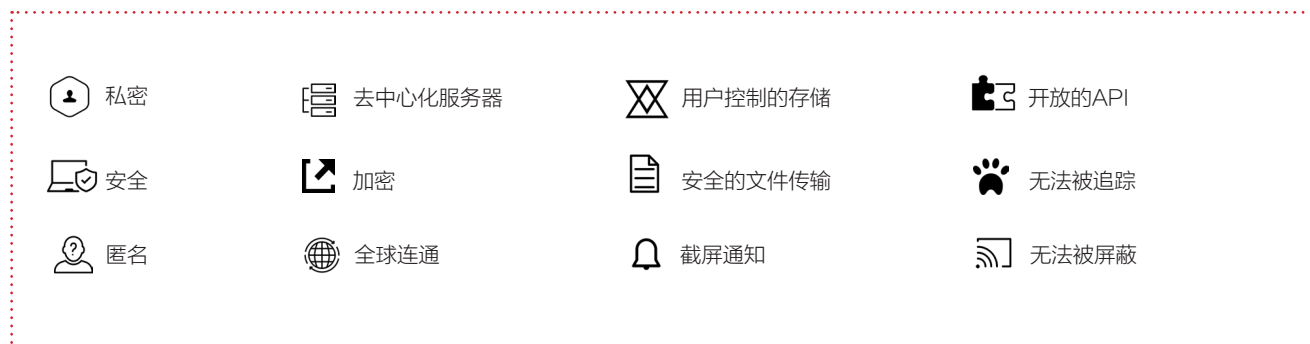 私密
去中心化服务器
用户控制的存储
开放的API
安全
加密
安全的文件传输
无法被追踪
匿名
全球连通
截屏通知
无法被屏蔽